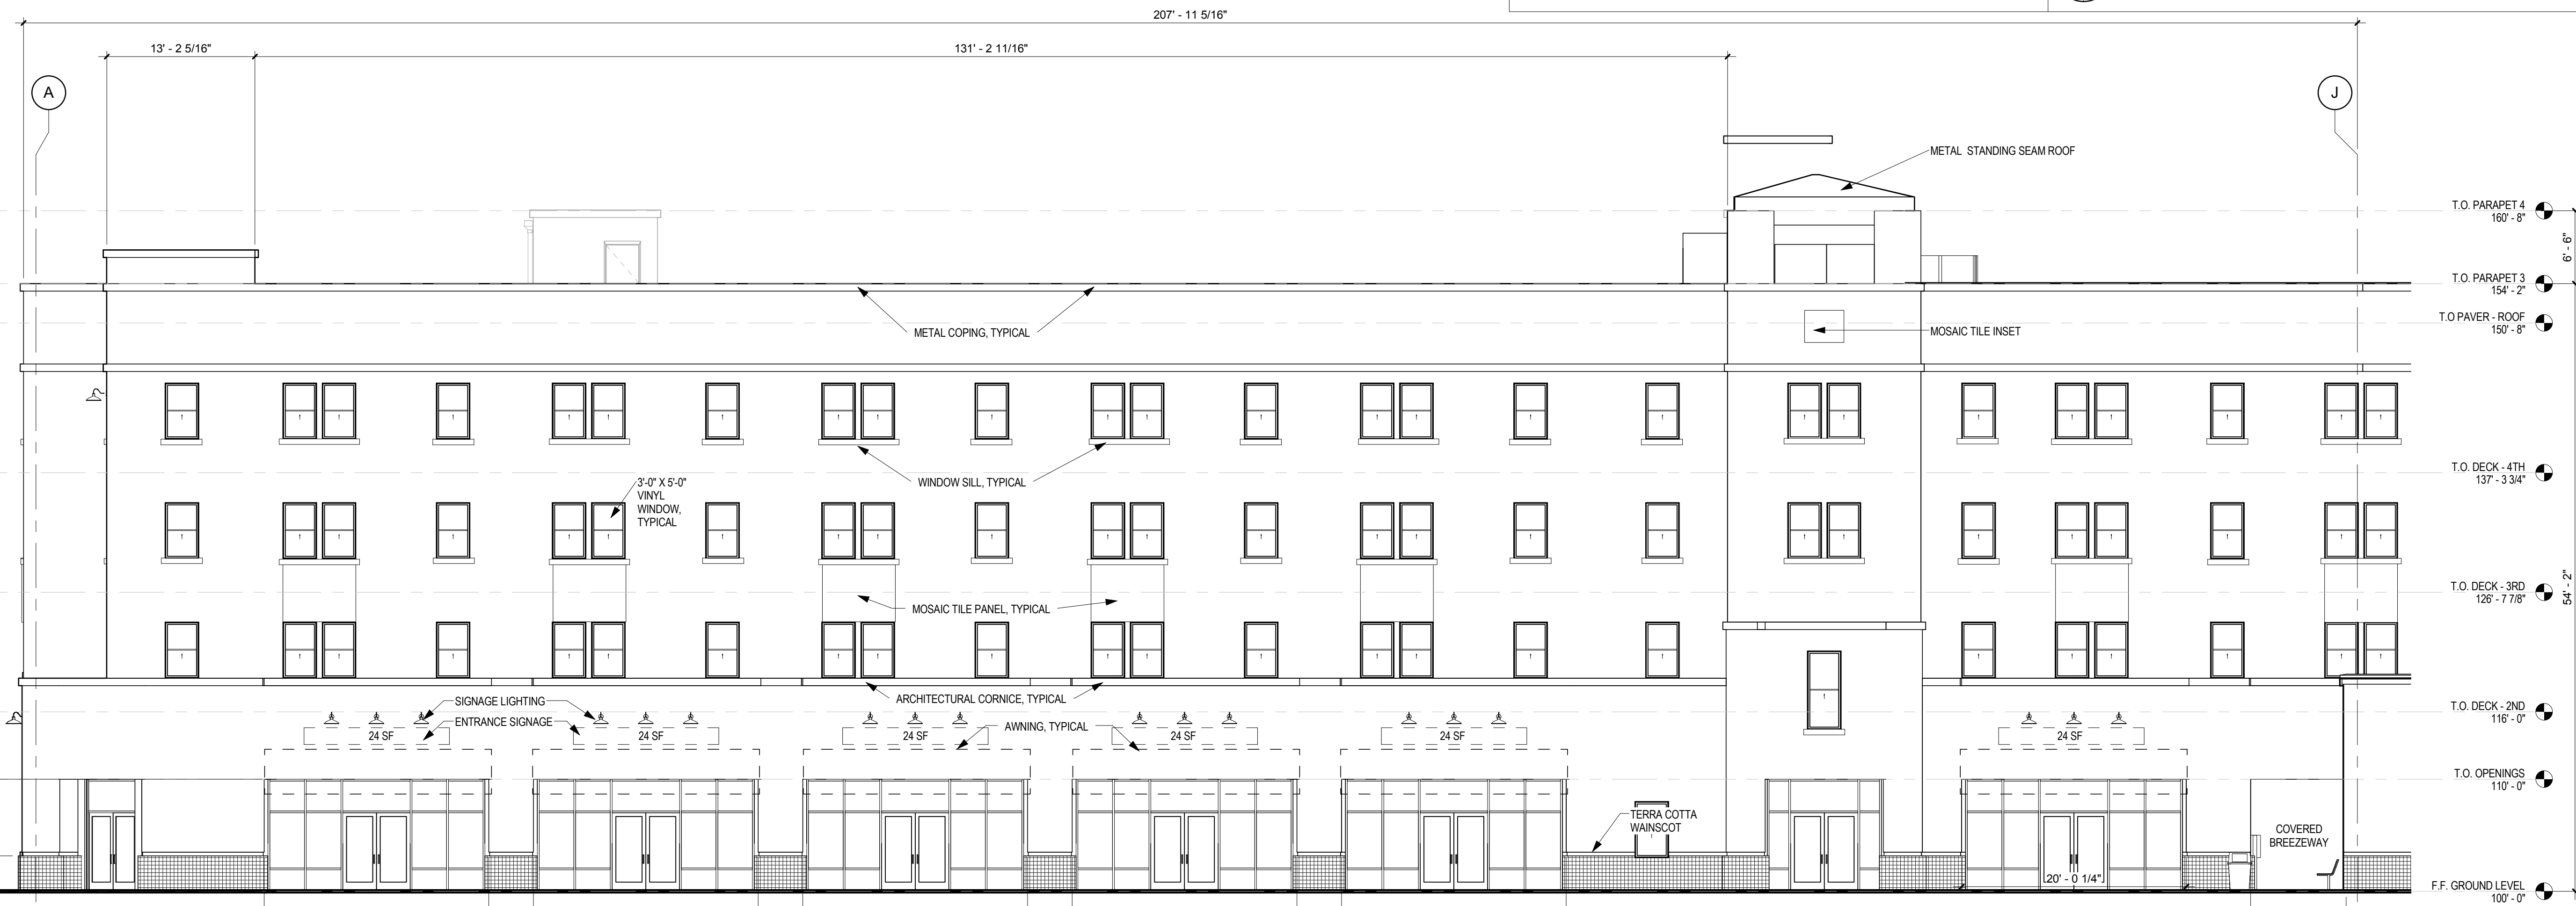 207' - 11 5/16"
13' - 2 5/16"
131' - 2 11/16"
A
J
METAL STANDING SEAM ROOF
T.O. PARAPET 4
160' - 8"
6' - 6"
T.O. PARAPET 3
154' - 2"
METAL COPING, TYPICAL
MOSAIC TILE INSET
T.O PAVER - ROOF
150' - 8"
WINDOW SILL, TYPICAL
T.O. DECK - 4TH
137' - 3 3/4"
3'-0" X 5'-0"
VINYL
WINDOW,
TYPICAL
MOSAIC TILE PANEL, TYPICAL
T.O. DECK - 3RD
126' - 7 7/8"
54' - 2"
ARCHITECTURAL CORNICE, TYPICAL
SIGNAGE LIGHTING
ENTRANCE SIGNAGE
AWNING, TYPICAL
T.O. DECK - 2ND
116' - 0"
24 SF
24 SF
24 SF
24 SF
24 SF
24 SF
T.O. OPENINGS
110' - 0"
TERRA COTTA
WAINSCOT
COVERED
BREEZEWAY
20' - 0 1/4"
F.F. GROUND LEVEL
100' - 0"